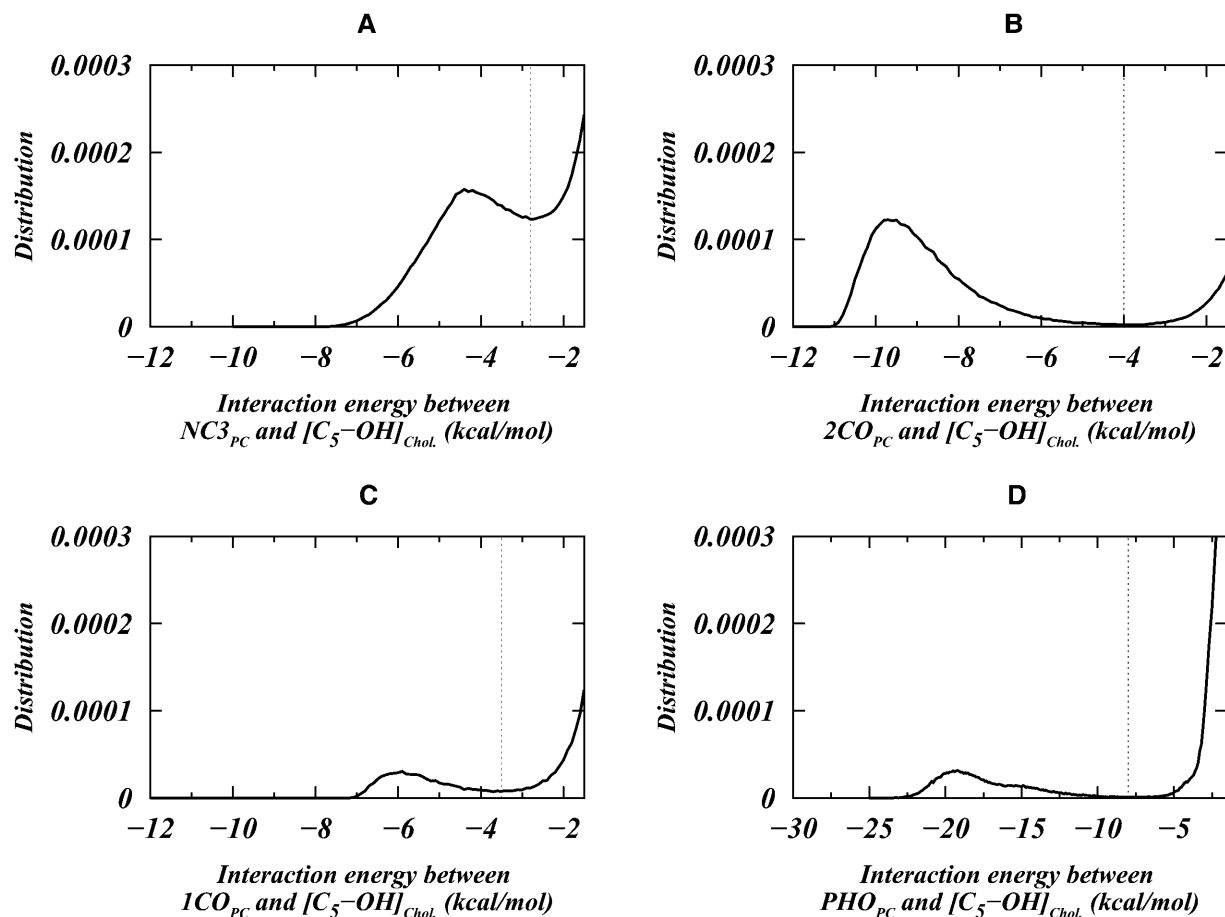 A
0.0003
0.0002
0.0001
0
Distribution
−12 −10 −8 −6 −4 −2
Interaction energy between
NC3PC and [C5−OH]Chol. (kcal/mol)
B
0.0003
0.0002
0.0001
0
Distribution
−12 −10 −8 −6 −4 −2
Interaction energy between
2COPC and [C5−OH]Chol. (kcal/mol)
C
0.0003
0.0002
0.0001
0
Distribution
−12 −10 −8 −6 −4 −2
Interaction energy between
1COPC and [C5−OH]Chol. (kcal/mol)
D
0.0003
0.0002
0.0001
0
Distribution
−30 −25 −20 −15 −10 −5
Interaction energy between
PHOPC and [C5−OH]Chol. (kcal/mol)